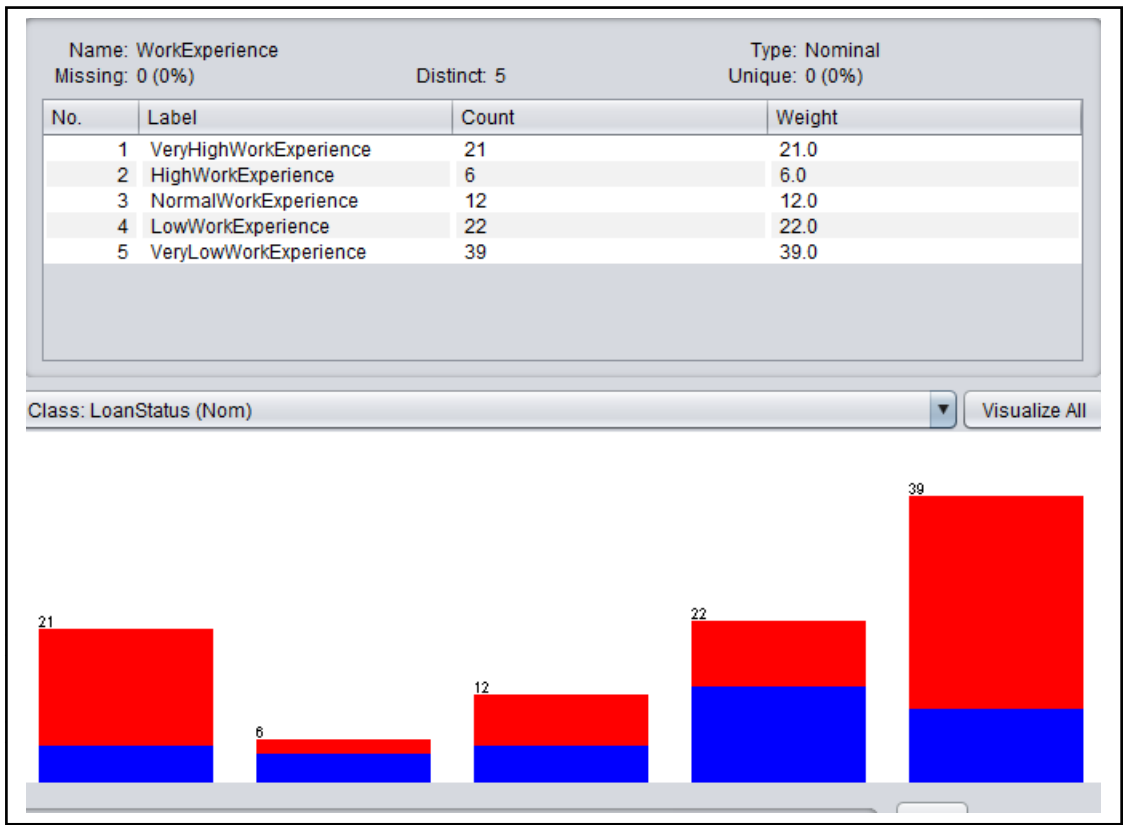 Name: WorkExperience Type: Nominal
Missing: 0 (0%) Distinct: 5 Unique: 0 (0%)
No. Label Count Weight
1 VeryHighWorkExperience 21 21.0
2 HighWorkExperience 6 6.0
3 NormalWorkExperience 12 12.0
4 LowWorkExperience 22 22.0
5 VeryLowWorkExperience 39 39.0
Class: LoanStatus (Nom) Visualize All
39
21 22
12
6